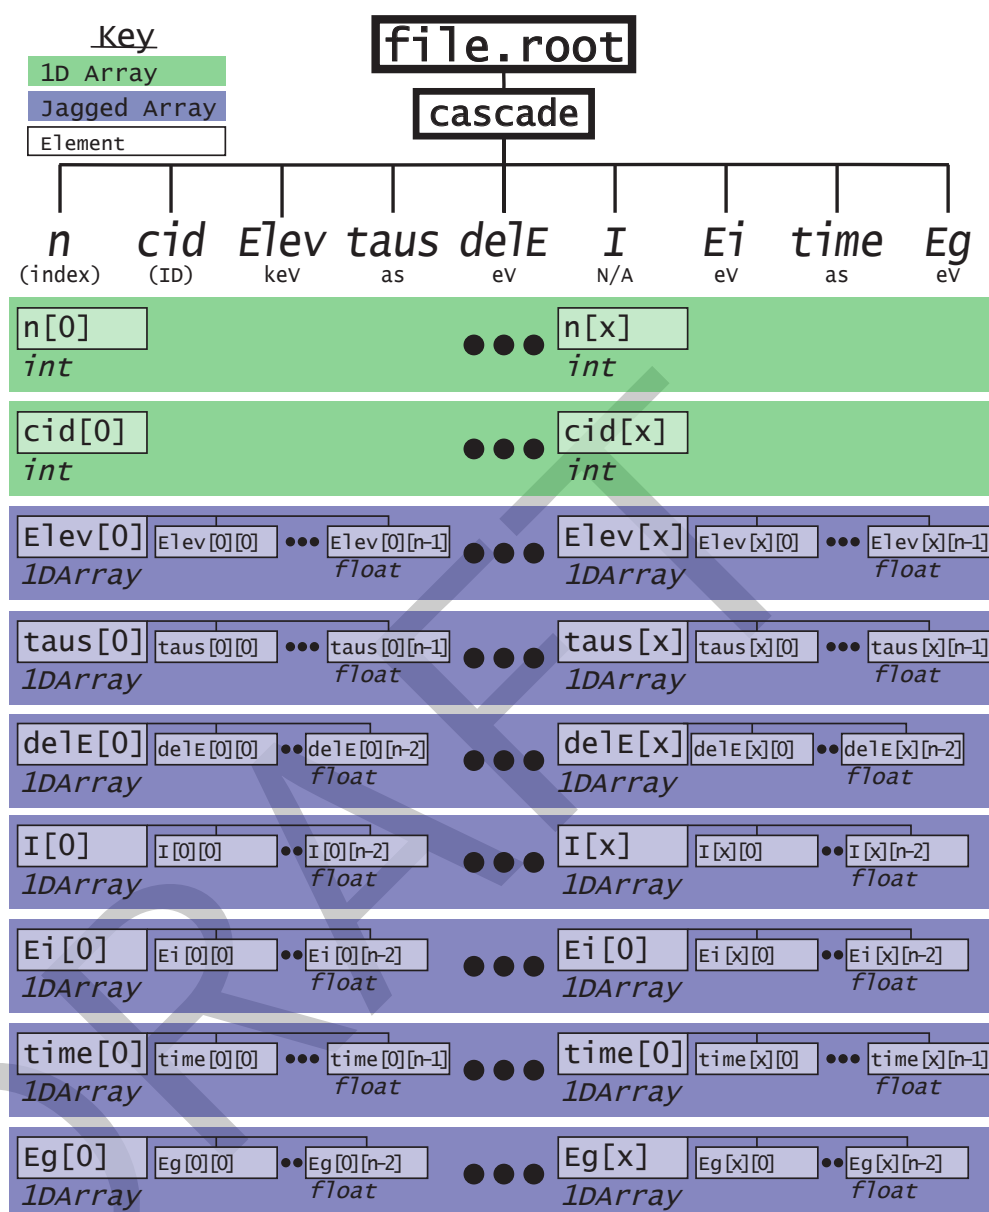 Key
1D Array
Jagged Array
Element
file.root
cascade
n cid Elev taus delE I Ei time Eg
(index) (ID) keV as eV N/A eV as eV
n[0] ●●● n[x]
int int
cid[0] ●●● cid[x]
int int
Elev[0] Elev[0][0] ●●● Elev[0][n-1] ●●● Elev[x] Elev[x][0] ●●● Elev[x][n-1]
1DArray float 1DArray float
taus[0] taus[0][0] ●●● taus[0][n-1] ●●● taus[x] taus[x][0] ●●● taus[x][n-1]
1DArray float 1DArray float
delE[0] delE[0][0] ●● delE[0][n-2] ●●● delE[x] delE[x][0] ●● delE[x][n-2]
1DArray float 1DArray float
I[0] I[0][0] ●● I[0][n-2] ●●● I[x] I[x][0] ●● I[x][n-2]
1DArray float 1DArray float
Ei[0] Ei[0][0] ●● Ei[0][n-2] ●●● Ei[0] Ei[x][0] ●● Ei[x][n-2]
1DArray float 1DArray float
time[0] time[0][0] ●●● time[0][n-1] ●●● time[0] time[x][0] ●●● time[x][n-1]
1DArray float 1DArray float
Eg[0] Eg[0][0] ●● Eg[0][n-2] ●●● Eg[x] Eg[x][0] ●● Eg[x][n-2]
1DArray float 1DArray float
DRAFT